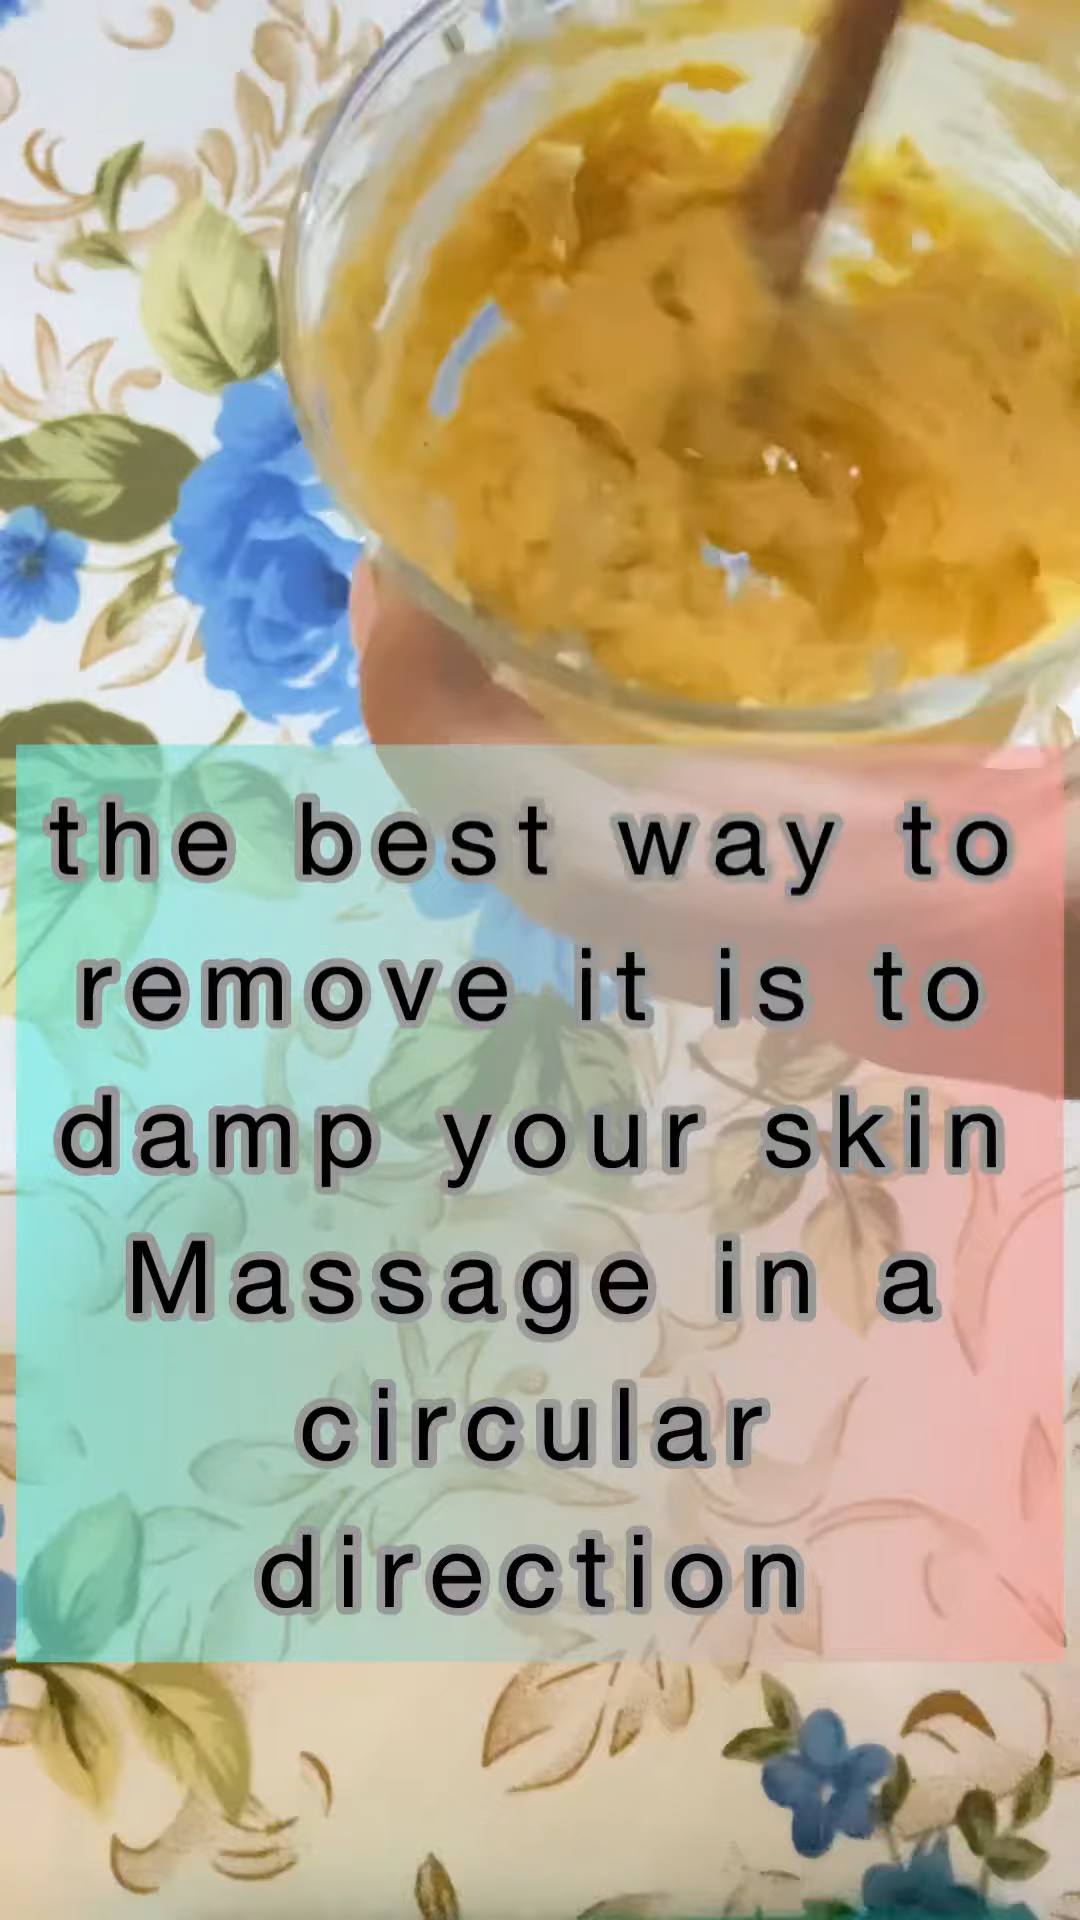 the best way to
remove it is to
damp your skin
Massage in a
circular
direction